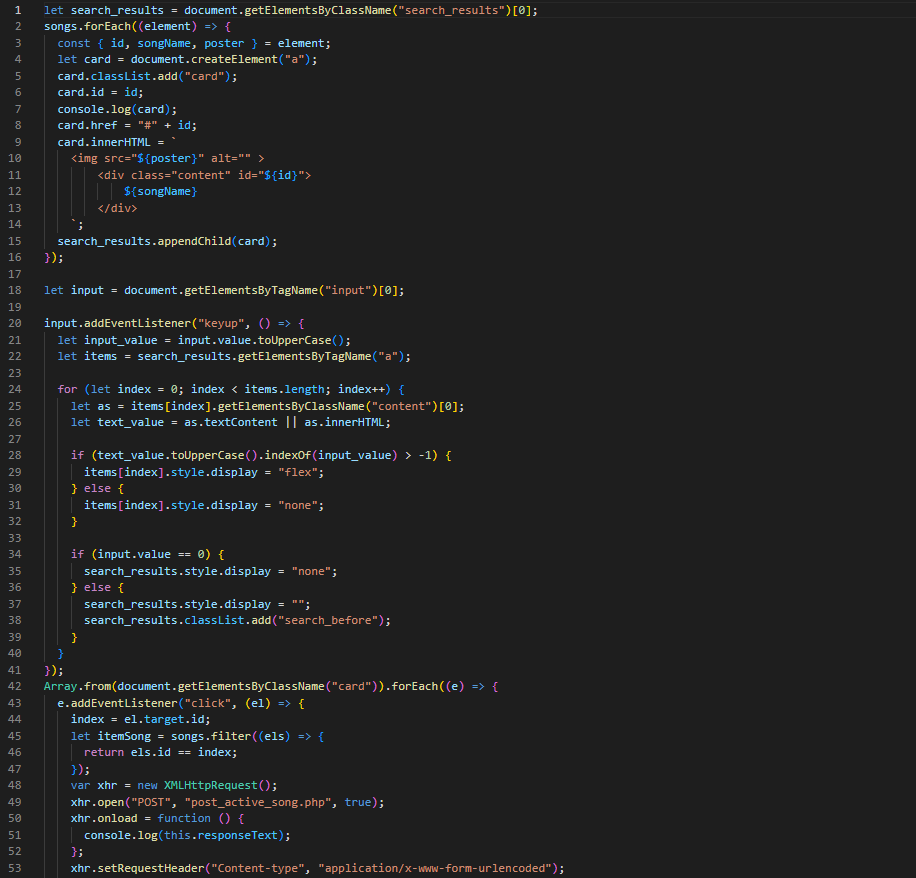 1 let search_results = document.getElementsByClassName("search_results")[0];
2 songs.forEach((element) => {
3 const { id, songName, poster } = element;
4 let card = document.createElement("a");
5 card.classList.add("card");
6 card.id = id;
7 console.log(card);
8 card.href = "#" + id;
9 card.innerHTML = `
10 <img src="${poster}" alt="" >
11 <div class="content" id="${id}">
12 ${songName}
13 </div>
14 `;
15 search_results.appendChild(card);
16 });
17
18 let input = document.getElementsByTagName("input")[0];
19
20 input.addEventListener("keyup", () => {
21 let input_value = input.value.toUpperCase();
22 let items = search_results.getElementsByTagName("a");
23
24 for (let index = 0; index < items.length; index++) {
25 let as = items[index].getElementsByClassName("content")[0];
26 let text_value = as.textContent || as.innerHTML;
27
28 if (text_value.toUpperCase().indexOf(input_value) > -1) {
29 items[index].style.display = "flex";
30 } else {
31 items[index].style.display = "none";
32 }
33
34 if (input.value == 0) {
35 search_results.style.display = "none";
36 } else {
37 search_results.style.display = "";
38 search_results.classList.add("search_before");
39 }
40 }
41 });
42 Array.from(document.getElementsByClassName("card")).forEach((e) => {
43 e.addEventListener("click", (el) => {
44 index = el.target.id;
45 let itemSong = songs.filter((els) => {
46 return els.id == index;
47 });
48 var xhr = new XMLHttpRequest();
49 xhr.open("POST", "post_active_song.php", true);
50 xhr.onload = function () {
51 console.log(this.responseText);
52 };
53 xhr.setRequestHeader("Content-type", "application/x-www-form-urlencoded");